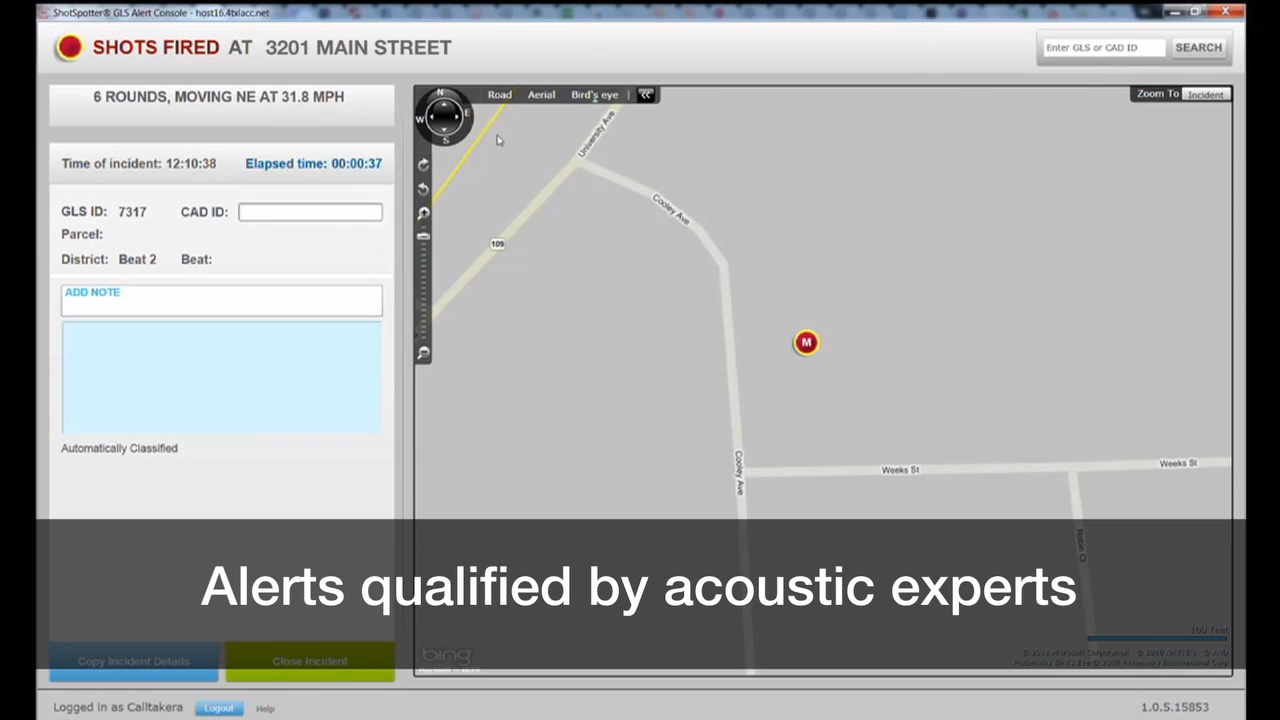 ShotSpotter® GLS Alert Console - host16.4txlacc.net
SHOTS FIRED AT 3201 MAIN STREET
Enter GLS or CAD ID
SEARCH
6 ROUNDS, MOVING NE AT 31.8 MPH
Time of incident: 12:10:38
Elapsed time: 00:00:37
GLS ID: 7317
CAD ID:
Parcel:
District: Beat 2
Beat:
ADD NOTE
Automatically Classified
N
W
E
S
Road
Aerial
Bird's eye
Zoom To
Incident
University Ave
Cooley Ave
109
M
Cooley Ave
Weeks St
Weeks St
Robin Ct
Alerts qualified by acoustic experts
100 Feet
bing
Copy Incident Details
Close Incident
Logged in as Calltakera
Logout
Help
1.0.5.15853